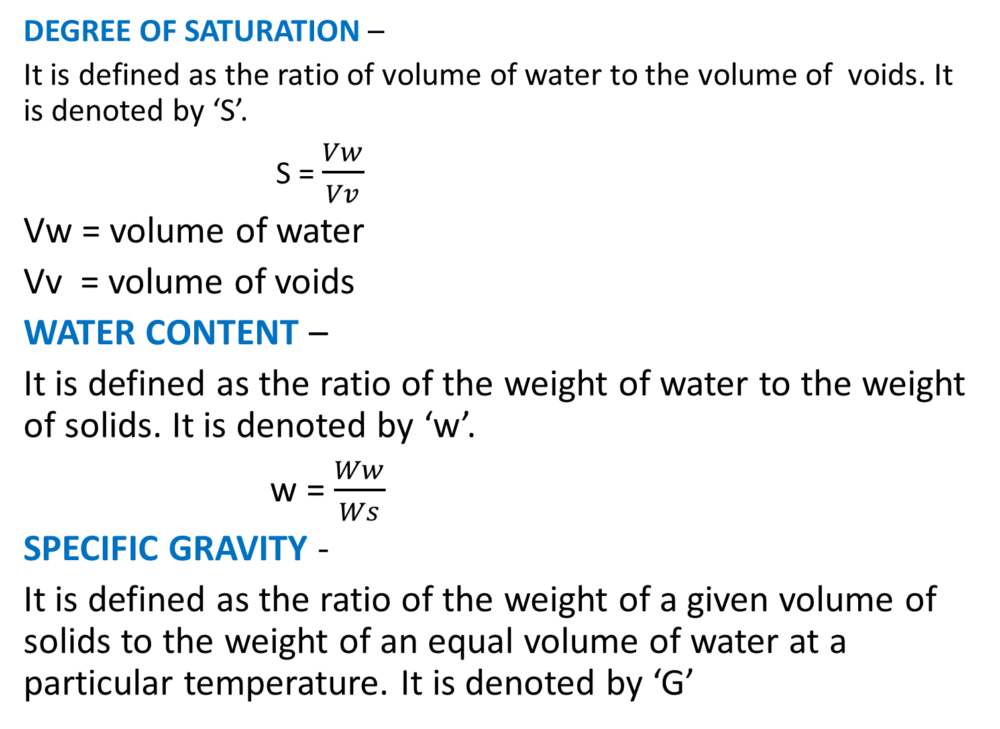 DEGREE OF SATURATION –
It is defined as the ratio of volume of water to the volume of  voids. It
is denoted by ‘S’.
S = Vw/Vv
Vw = volume of water
Vv  = volume of voids
WATER CONTENT –
It is defined as the ratio of the weight of water to the weight
of solids. It is denoted by ‘w’.
w = Ww/Ws
SPECIFIC GRAVITY -
It is defined as the ratio of the weight of a given volume of
solids to the weight of an equal volume of water at a
particular temperature. It is denoted by ‘G’